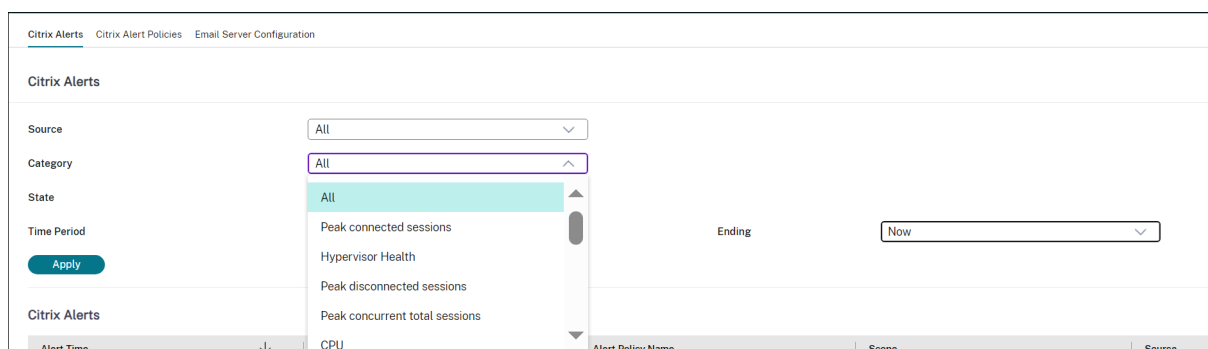 Citrix Alerts Citrix Alert Policies Email Server Configuration
Citrix Alerts
Source All
Category All
State All
Time Period Peak connected sessions Ending Now
Hypervisor Health
Apply
Peak disconnected sessions
Citrix Alerts Peak concurrent total sessions
CPU
Alert Time Alert Policy Name Scope Source